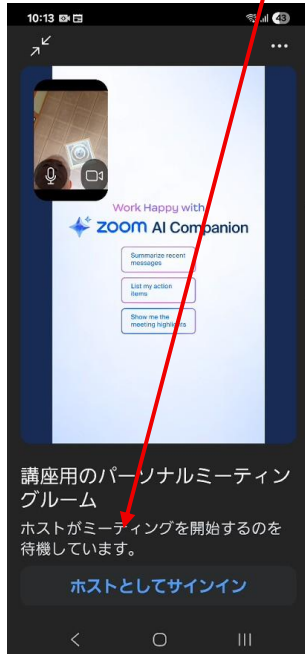 10:13
43
Work Happy with
zoom AI Companion
Summarize recent
messages
List my action
items
Show me the
meeting highlights
講座用のパーソナルミーティン
グルーム
ホストがミーティングを開始するのを
待機しています。
ホストとしてサインイン